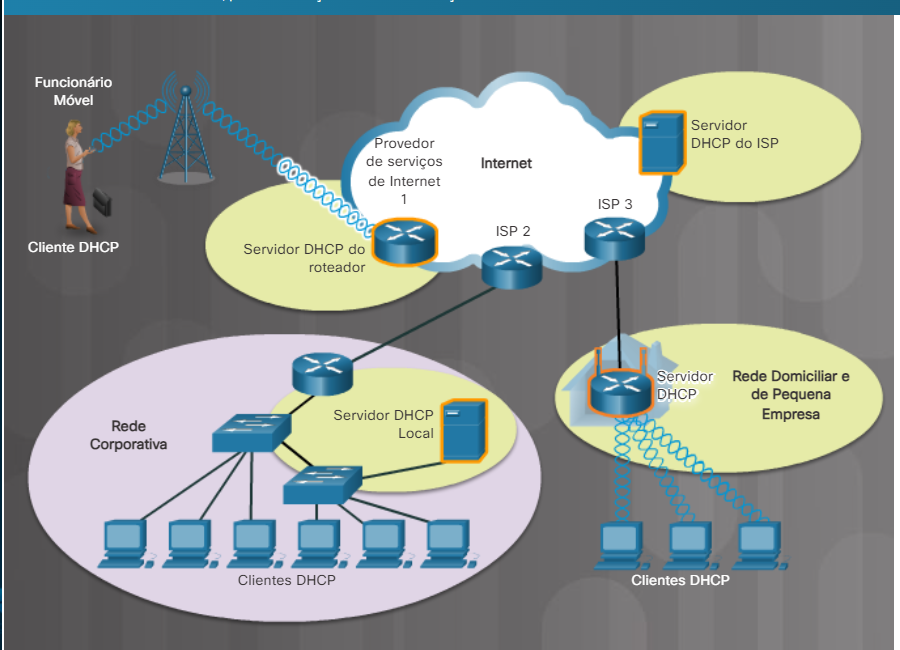 Funcionário
Móvel
Cliente DHCP
Provedor
de serviços
de Internet
1
Internet
Servidor
DHCP do ISP
ISP 3
ISP 2
Servidor DHCP do
roteador
Rede
Corporativa
Servidor DHCP
Local
Clientes DHCP
Servidor
DHCP
Rede Domiciliar e
de Pequena
Empresa
Clientes DHCP